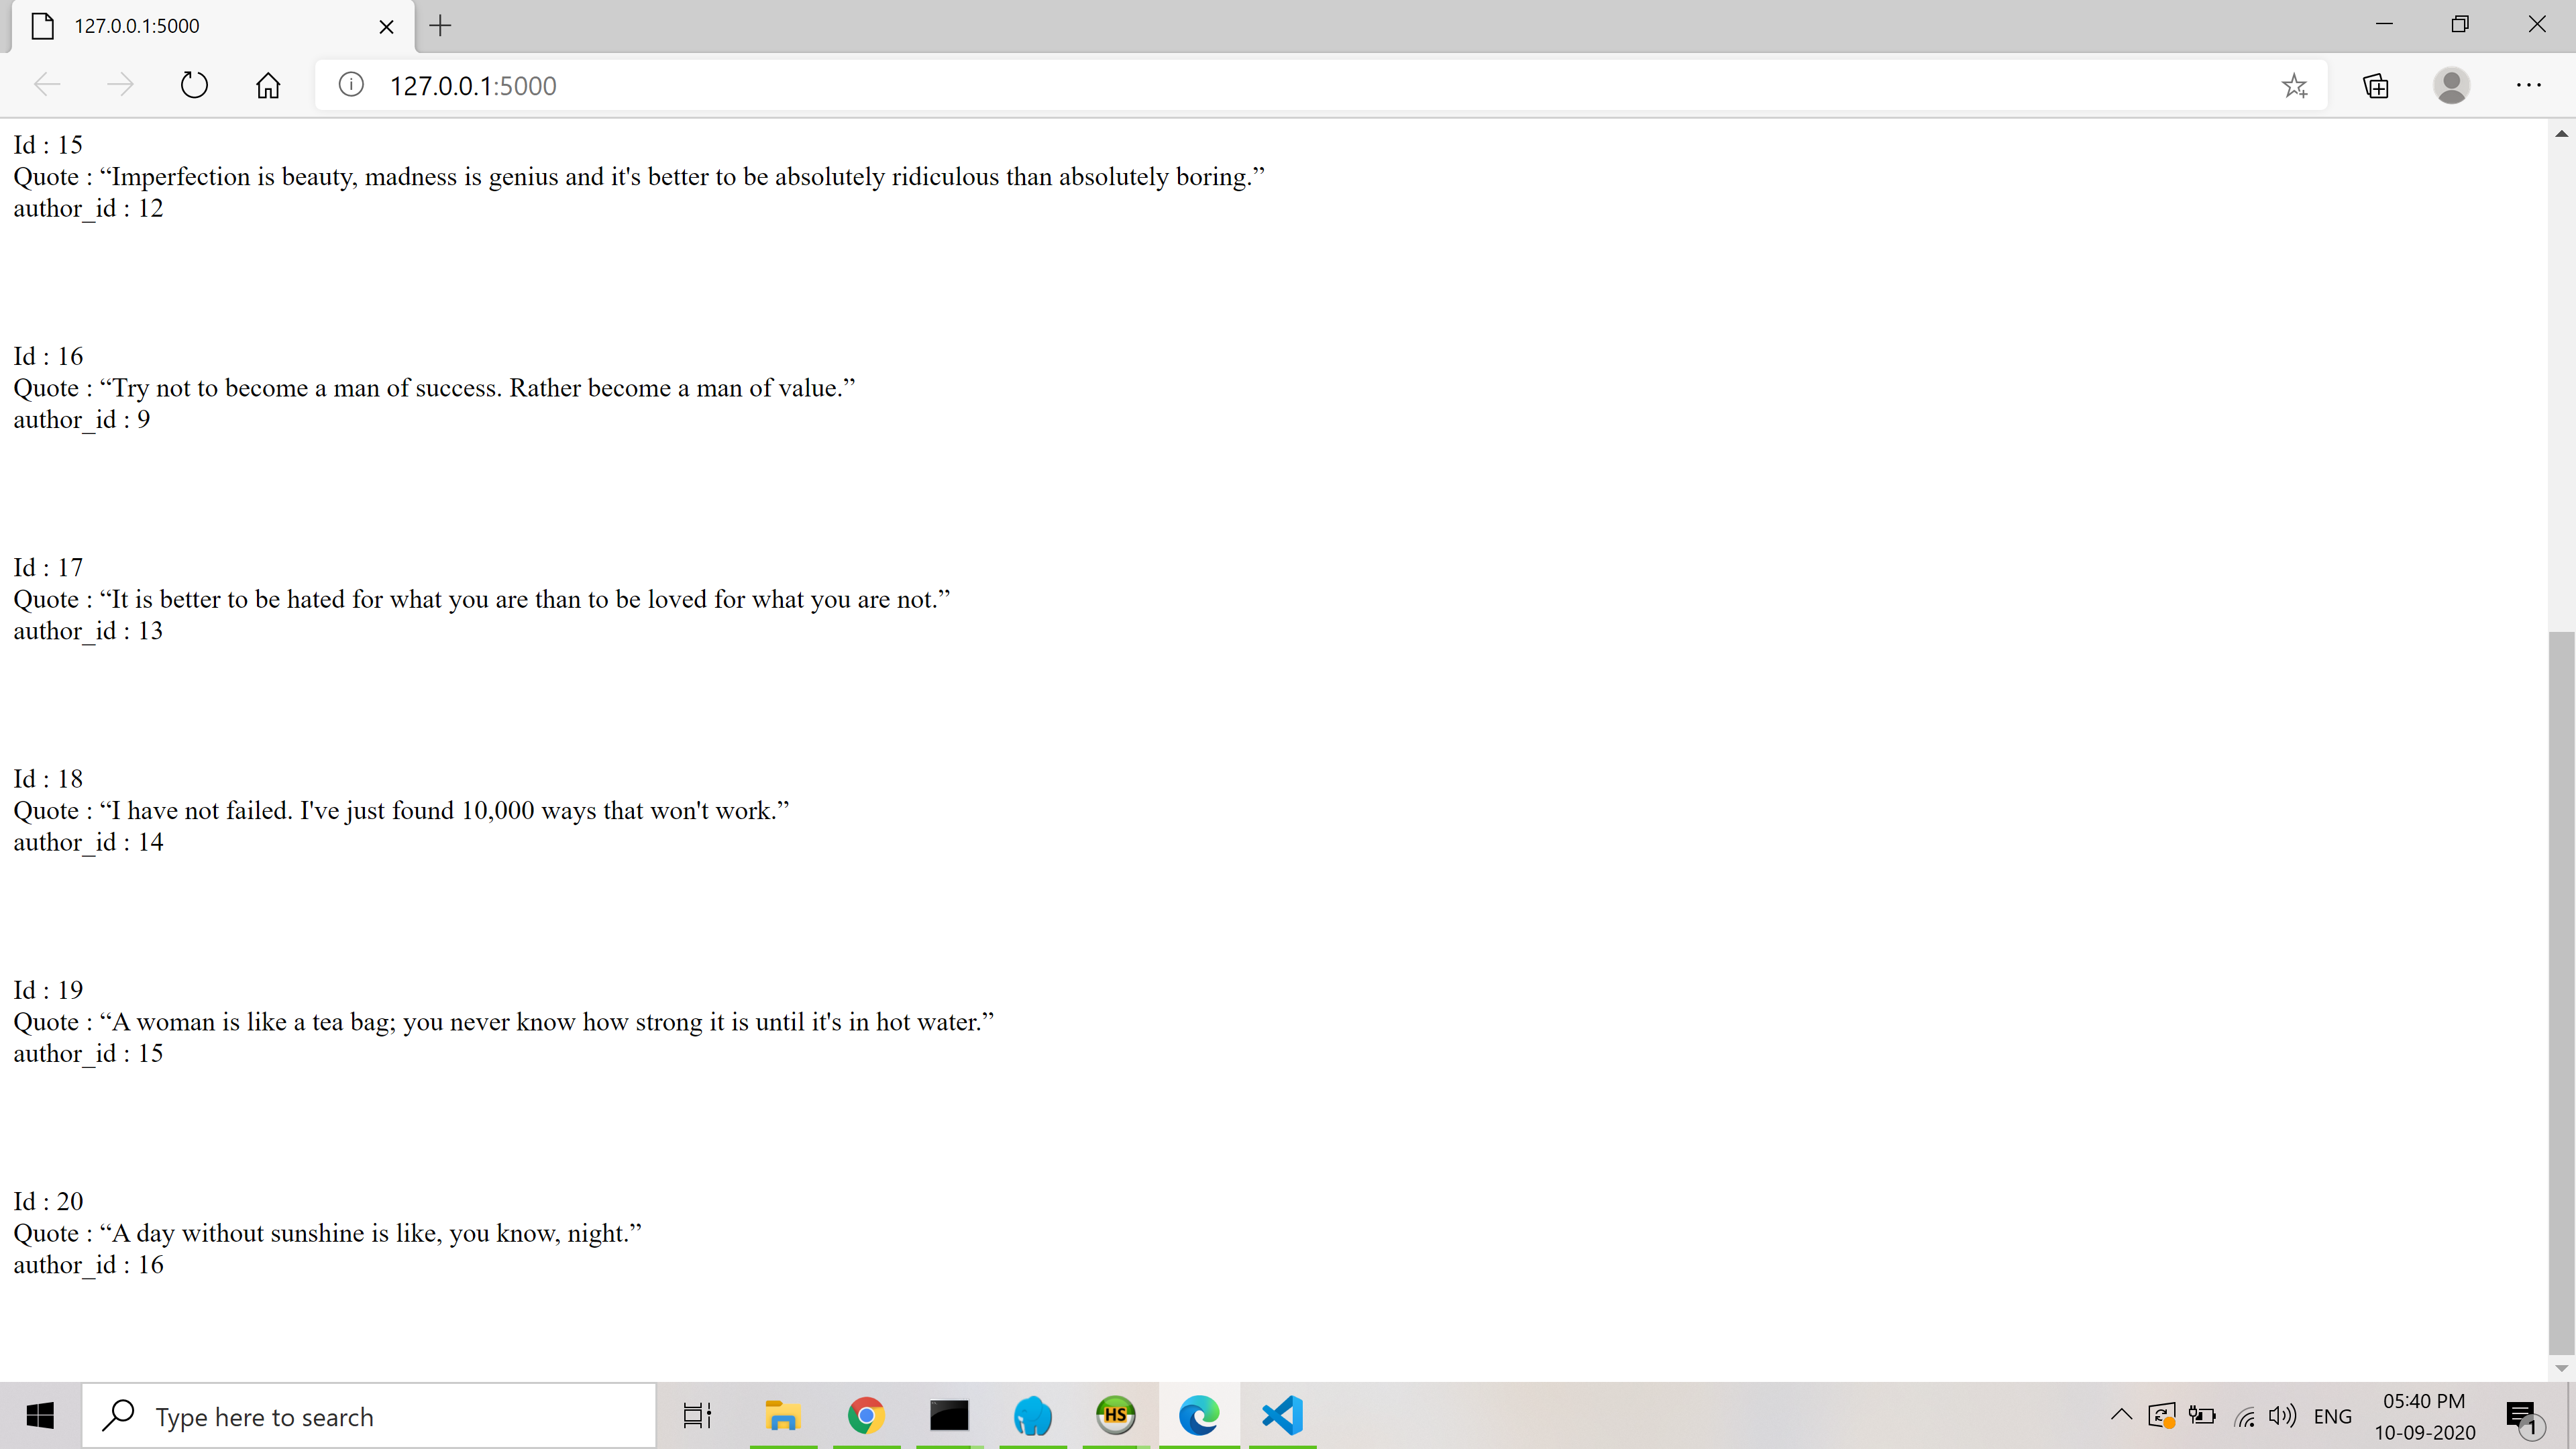 127.0.0.1:5000
127.0.0.1:5000
Id : 15
Quote : “Imperfection is beauty, madness is genius and it's better to be absolutely ridiculous than absolutely boring.”
author_id : 12
Id : 16
Quote : “Try not to become a man of success. Rather become a man of value.”
author_id : 9
Id : 17
Quote : “It is better to be hated for what you are than to be loved for what you are not.”
author_id : 13
Id : 18
Quote : “I have not failed. I've just found 10,000 ways that won't work.”
author_id : 14
Id : 19
Quote : “A woman is like a tea bag; you never know how strong it is until it's in hot water.”
author_id : 15
Id : 20
Quote : “A day without sunshine is like, you know, night.”
author_id : 16
Type here to search
HS
ENG
05:40 PM
10-09-2020
1